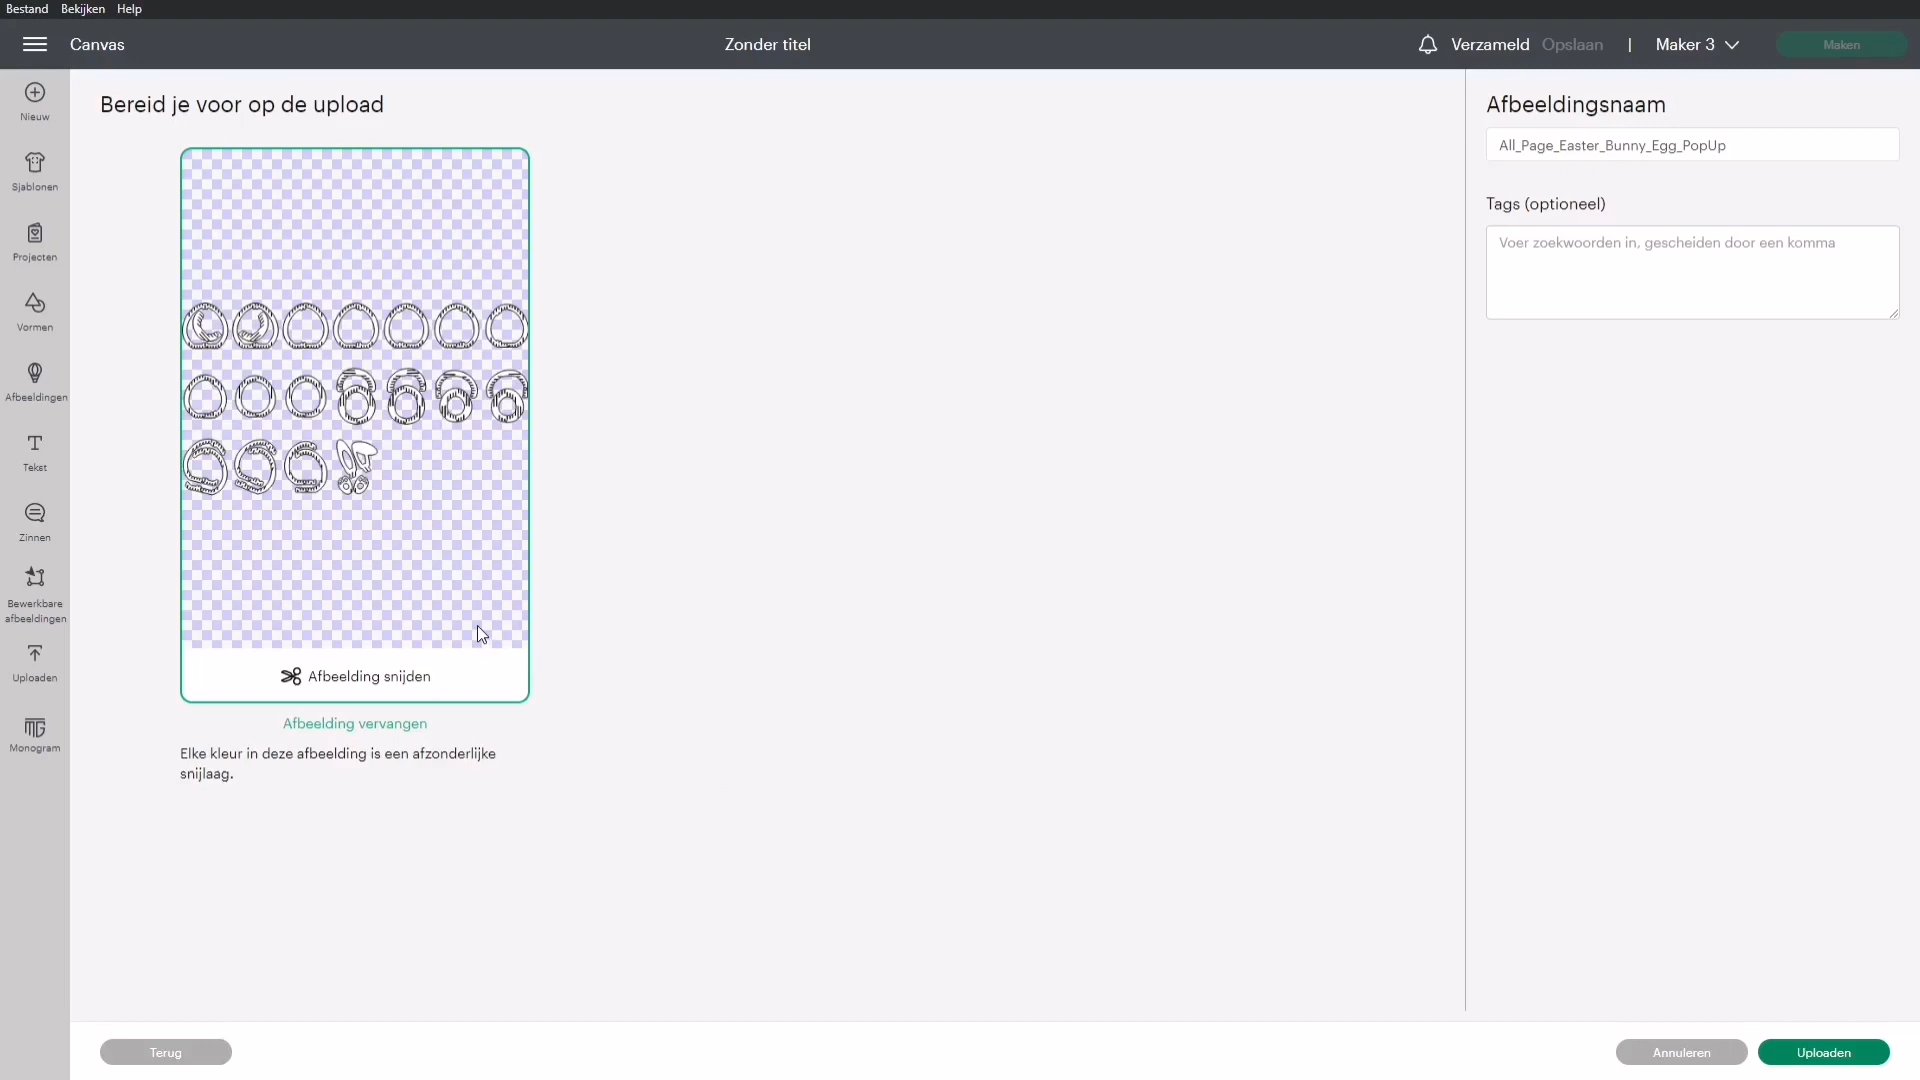 Bestand Bekijken Help
Canvas
Zonder titel
Verzameld Opslaan | Maker 3
Maken
Nieuw
Sjablonen
Projecten
Vormen
Afbeeldingen
Tekst
Zinnen
Bewerkbare
afbeeldingen
Uploaden
Monogram
Bereid je voor op de upload
Afbeelding snijden
Afbeelding vervangen
Elke kleur in deze afbeelding is een afzonderlijke
snijlaag.
Afbeeldingsnaam
All_Page_Easter_Bunny_Egg_PopUp
Tags (optioneel)
Voer zoekwoorden in, gescheiden door een komma
Terug
Annuleren
Uploaden